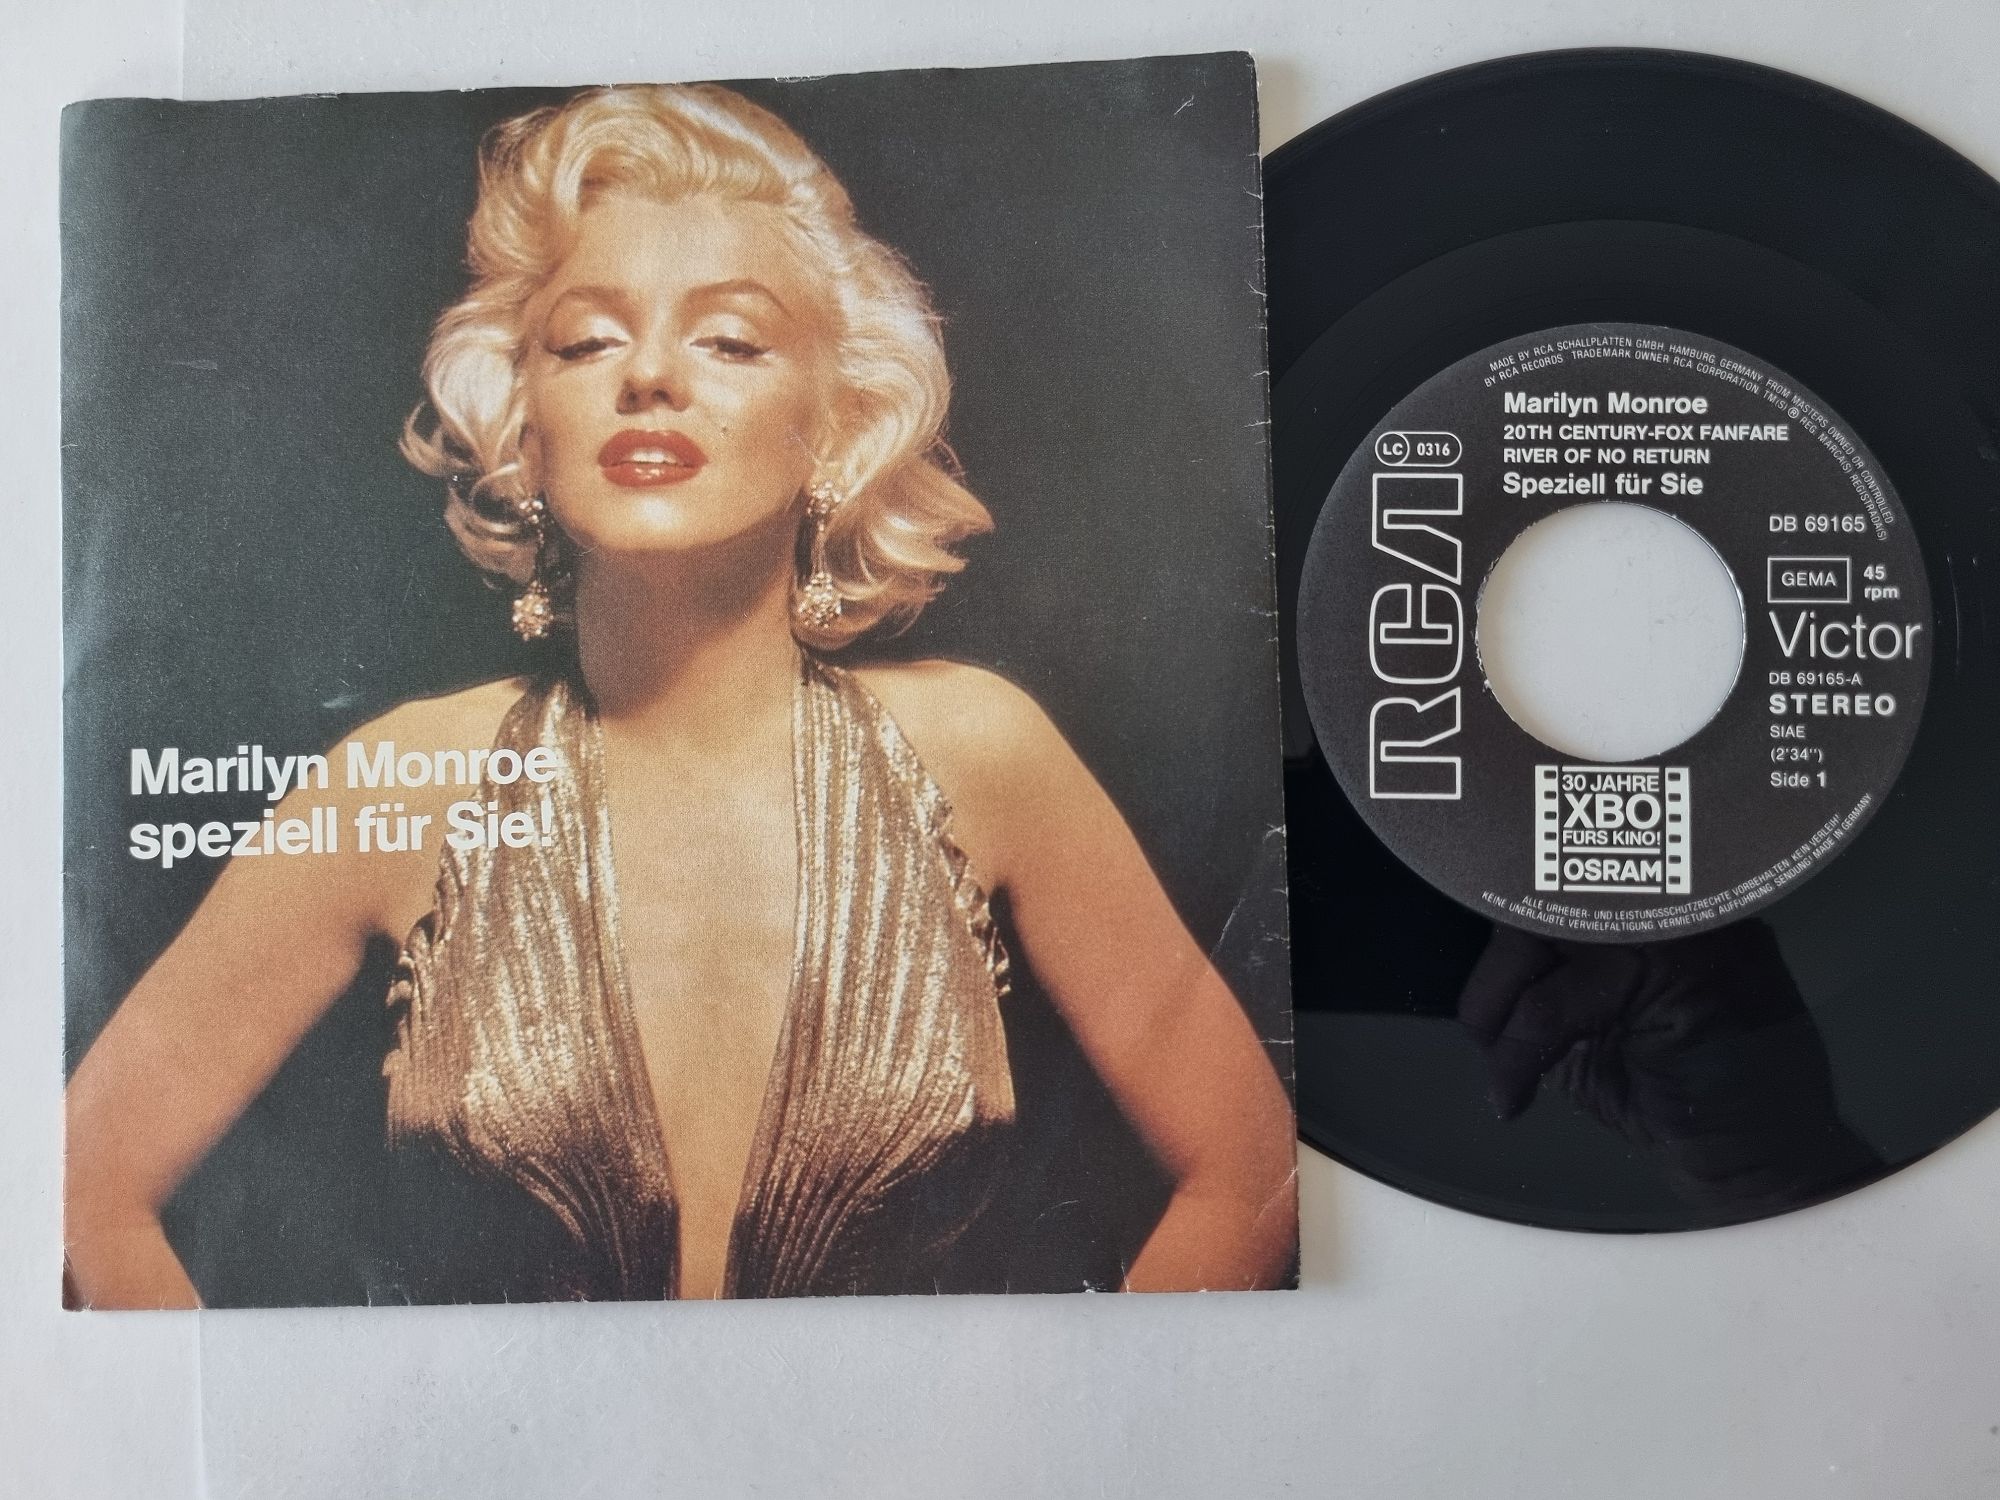 Marilyn Monroe
speziell für Sie!
MADE BY RCA SCHALLPLATTEN GMBH. HAMBURG, GERMANY, FROM MASTERS OWNED OR CONTROLLED
BY RCA RECORDS TRADEMARK OWNER RCA CORPORATION. TM(S) ® REG. MARCA(S) REGISTRADA(S)
Marilyn Monroe
20TH CENTURY-FOX FANFARE
RIVER OF NO RETURN
Speziell für Sie
LC 0316
RCA
DB 69165
GEMA 45
rpm
Victor
DB 69165-A
STEREO
SIAE
(2'34")
Side 1
30 JAHRE
XBO
FÜRS KINO!
OSRAM
ALLE URHEBER- UND LEISTUNGSSCHUTZRECHTE VORBEHALTEN. KEIN VERLEIH!
KEINE UNERLAUBTE VERVIELFÄLTIGUNG, VERMIETUNG, AUFFÜHRUNG, SENDUNG! MADE IN GERMANY